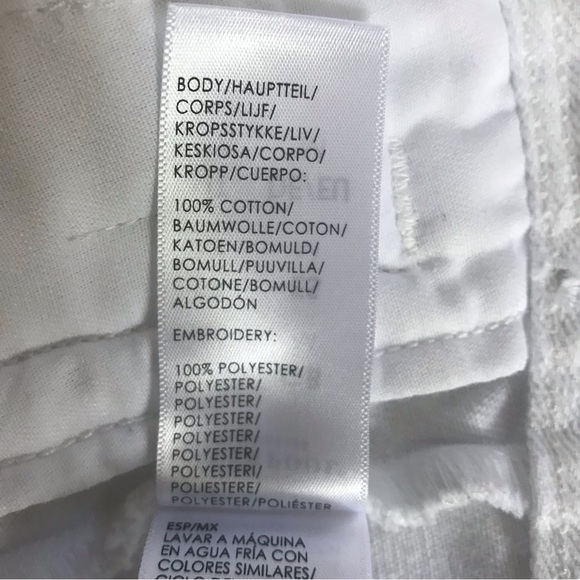 BODY/HAUPTTEIL/
CORPS/LIJF/
KROPSSTYKKE/LIV/
KESKIOSA/CORPO/
KROPP/CUERPO:
100% COTTON/
BAUMWOLLE/COTON/
KATOEN/BOMULD/
BOMULL/PUUVILLA/
COTONE/BOMULL/
ALGODÓN
EMBROIDERY:
100% POLYESTER/
POLYESTER/
POLYESTER/
POLYESTER/
POLYESTER/
POLYESTER/
POLYESTERI/
POLIESTERE/
POLYESTER/POLIÉSTER
ESP/MX
LAVAR A MÁQUINA
EN AGUA FRÍA CON
COLORES SIMILARES/